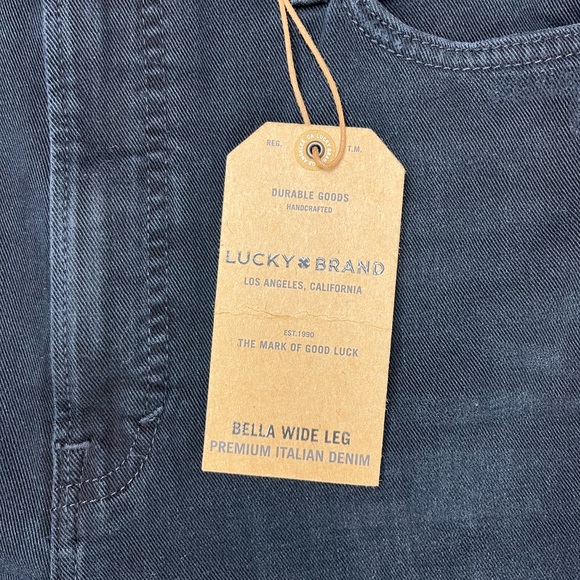 REG. T.M.
DURABLE GOODS
HANDCRAFTED
LUCKY BRAND
LOS ANGELES, CALIFORNIA
EST.1990
THE MARK OF GOOD LUCK
BELLA WIDE LEG
PREMIUM ITALIAN DENIM